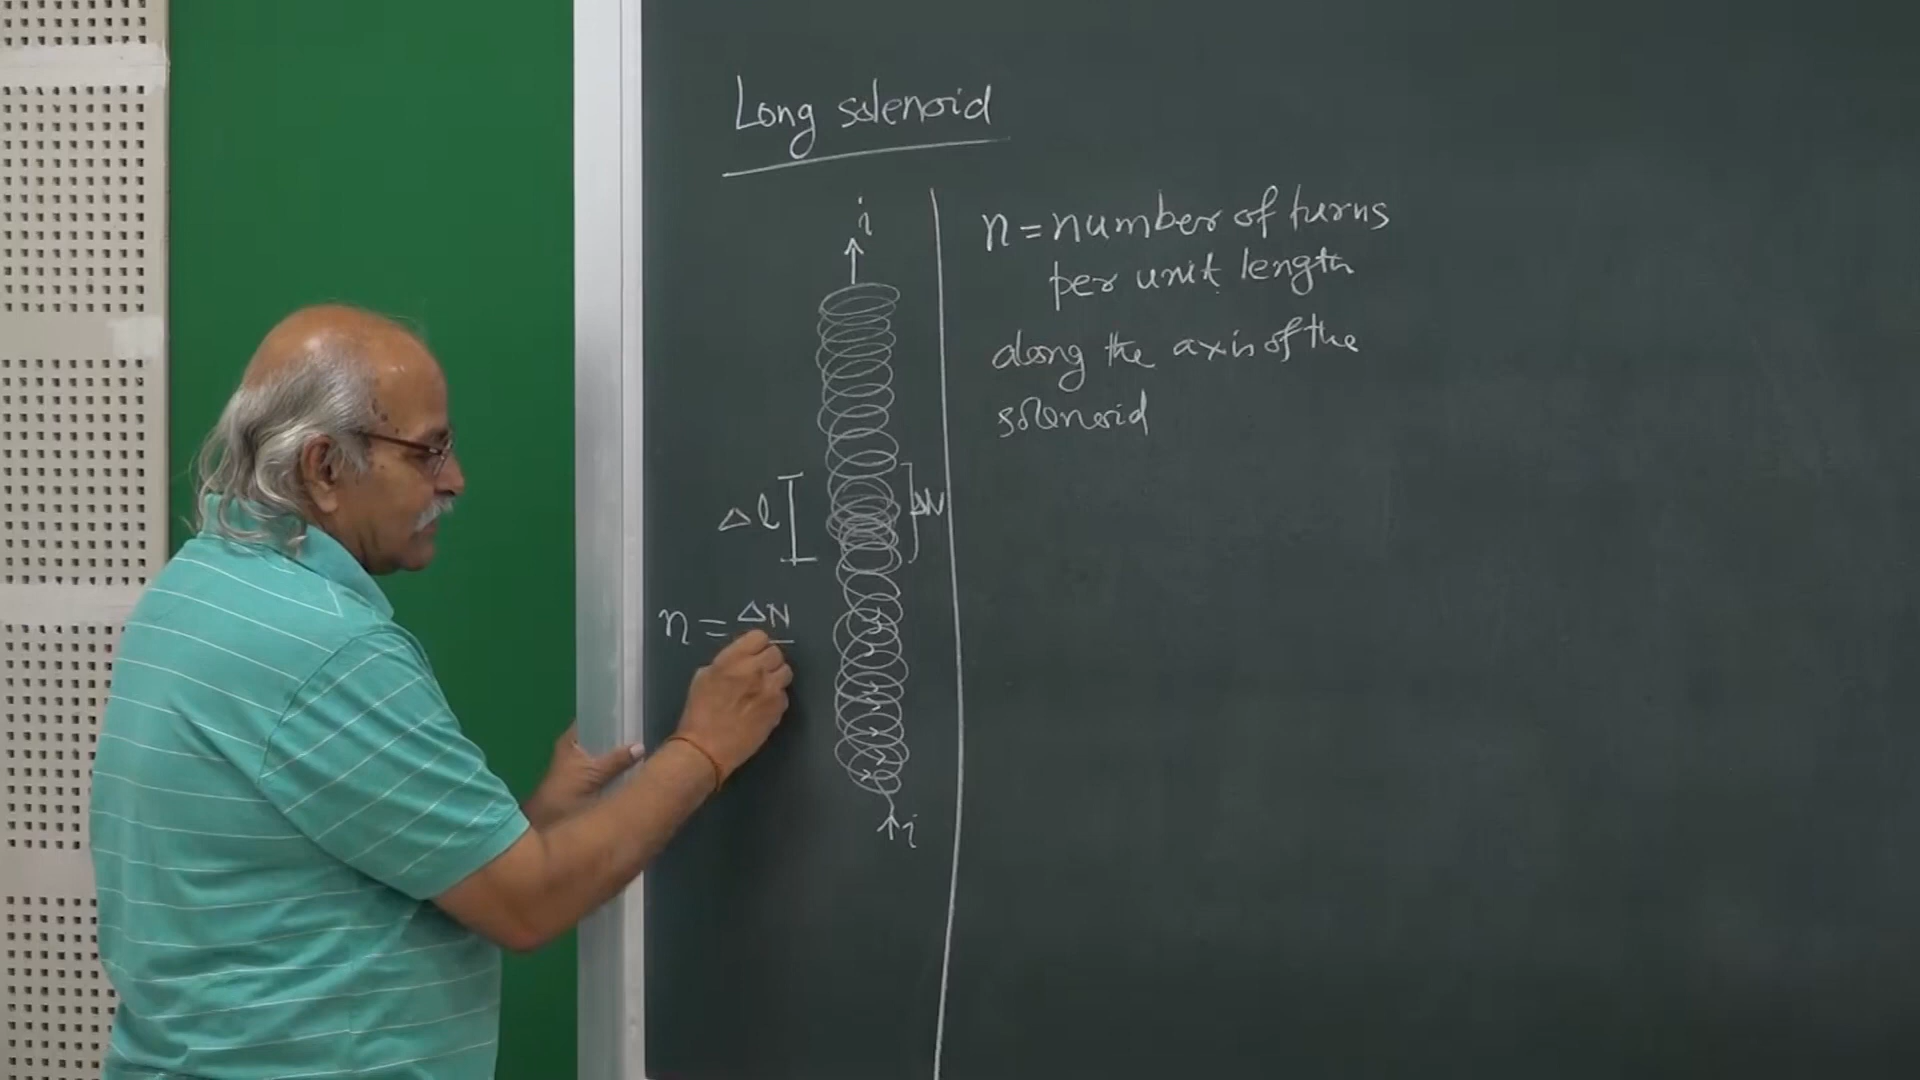 Long solenoid
i
n = number of turns
per unit length
along the axis of the
solenoid
Δl
ΔN
n = ΔN
i